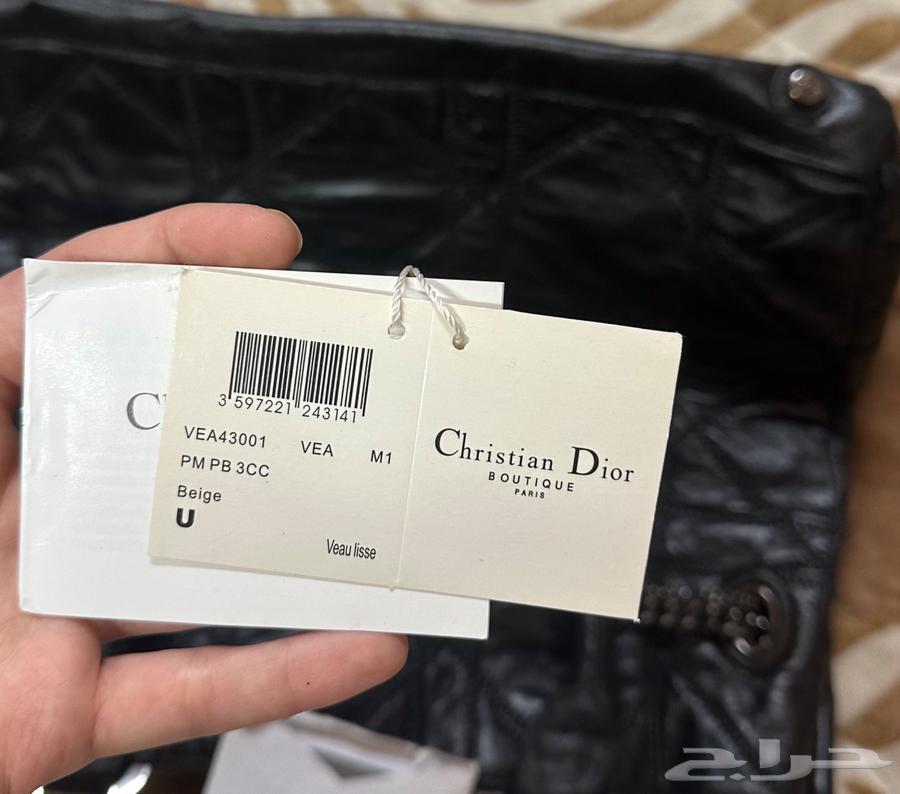 3 597221 243141
VEA43001 VEA M1
PM PB 3CC
Beige
U
Veau lisse
Christian Dior
BOUTIQUE
PARIS
C
حراج